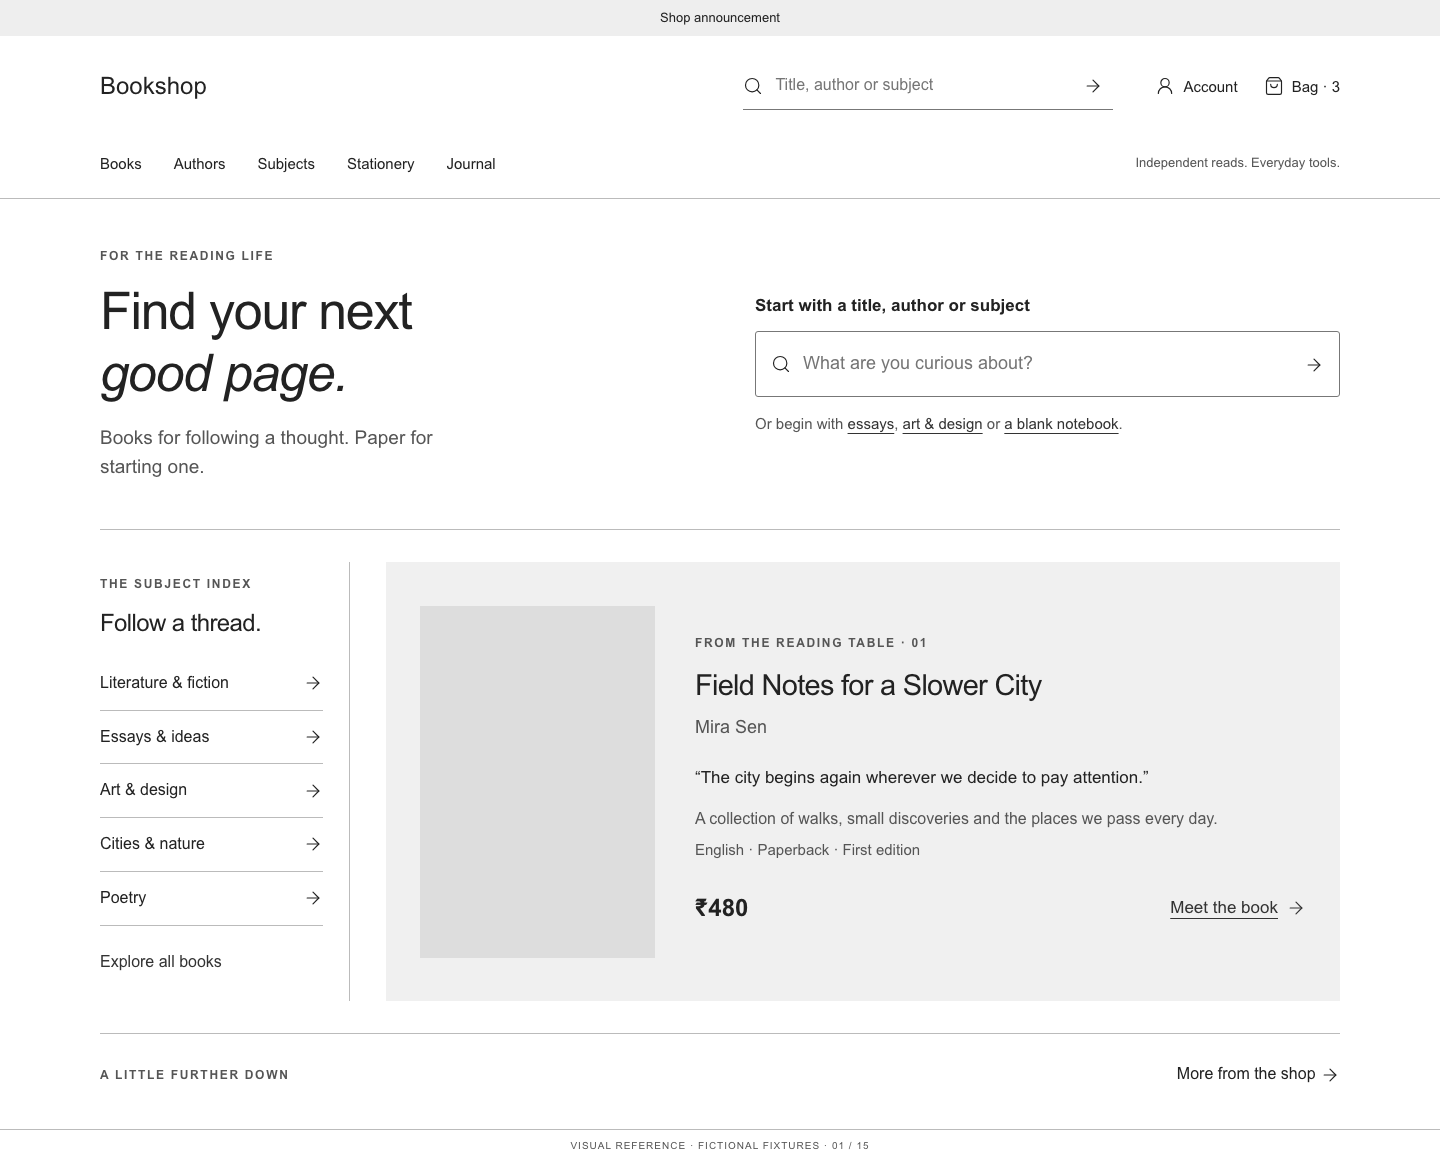 Shop announcement
Bookshop
Title, author or subject
Account
Bag · 3
Books
Authors
Subjects
Stationery
Journal
Independent reads. Everyday tools.
FOR THE READING LIFE
Find your next
good page.
Books for following a thought. Paper for
starting one.
Start with a title, author or subject
What are you curious about?
Or begin with essays, art & design or a blank notebook.
THE SUBJECT INDEX
Follow a thread.
Literature & fiction
Essays & ideas
Art & design
Cities & nature
Poetry
Explore all books
FROM THE READING TABLE · 01
Field Notes for a Slower City
Mira Sen
“The city begins again wherever we decide to pay attention.”
A collection of walks, small discoveries and the places we pass every day.
English · Paperback · First edition
₹480
Meet the book
A LITTLE FURTHER DOWN
More from the shop
VISUAL REFERENCE · FICTIONAL FIXTURES · 01 / 15